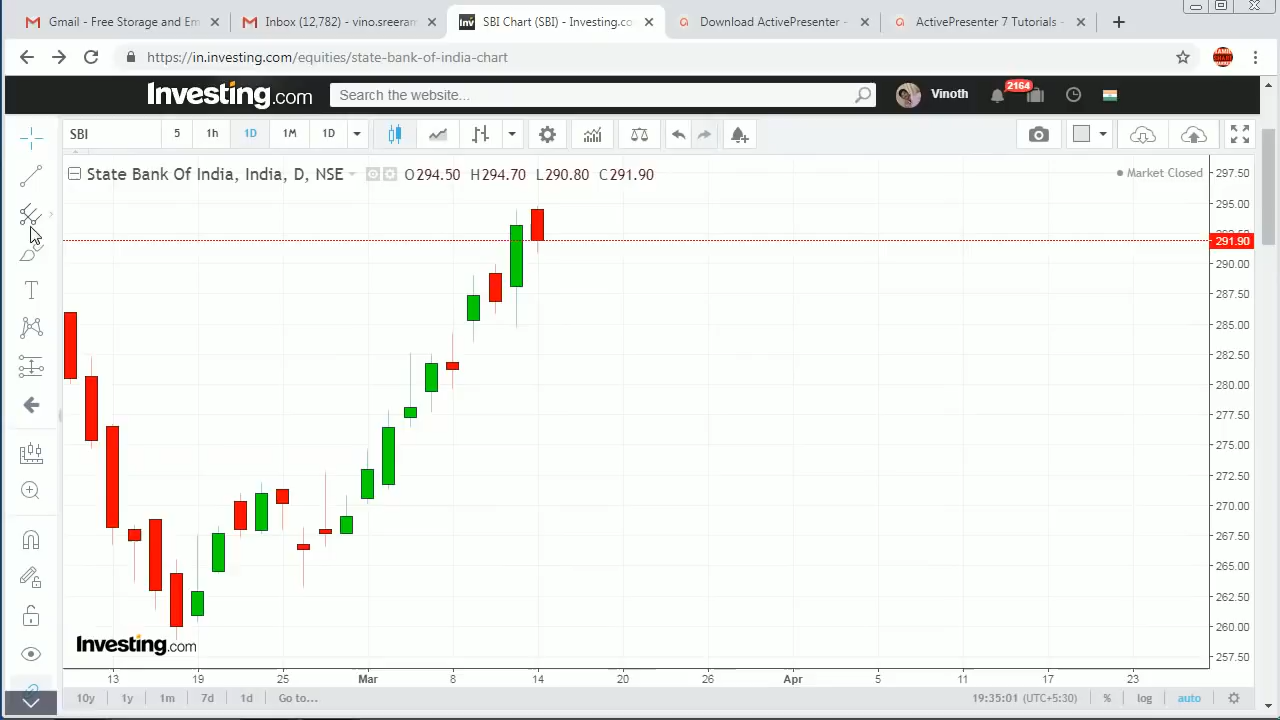 Gmail - Free Storage and Em
Inbox (12,782) - vino.sreeram
SBI Chart (SBI) - Investing.co
Download ActivePresenter -
ActivePresenter 7 Tutorials -
https://in.investing.com/equities/state-bank-of-india-chart
Investing.com
Search the website...
Vinoth
2164
SBI
5
1h
1D
1M
1D
State Bank Of India, India, D, NSE
O294.50 H294.70 L290.80 C291.90
Market Closed
297.50
295.00
291.90
290.00
287.50
285.00
282.50
280.00
277.50
275.00
272.50
270.00
267.50
265.00
262.50
260.00
257.50
Investing.com
13 19 25 Mar 8 14 20 26 Apr 5 11 17 23
10y 1y 1m 7d 1d Go to...
19:35:01 (UTC+5:30) % log auto